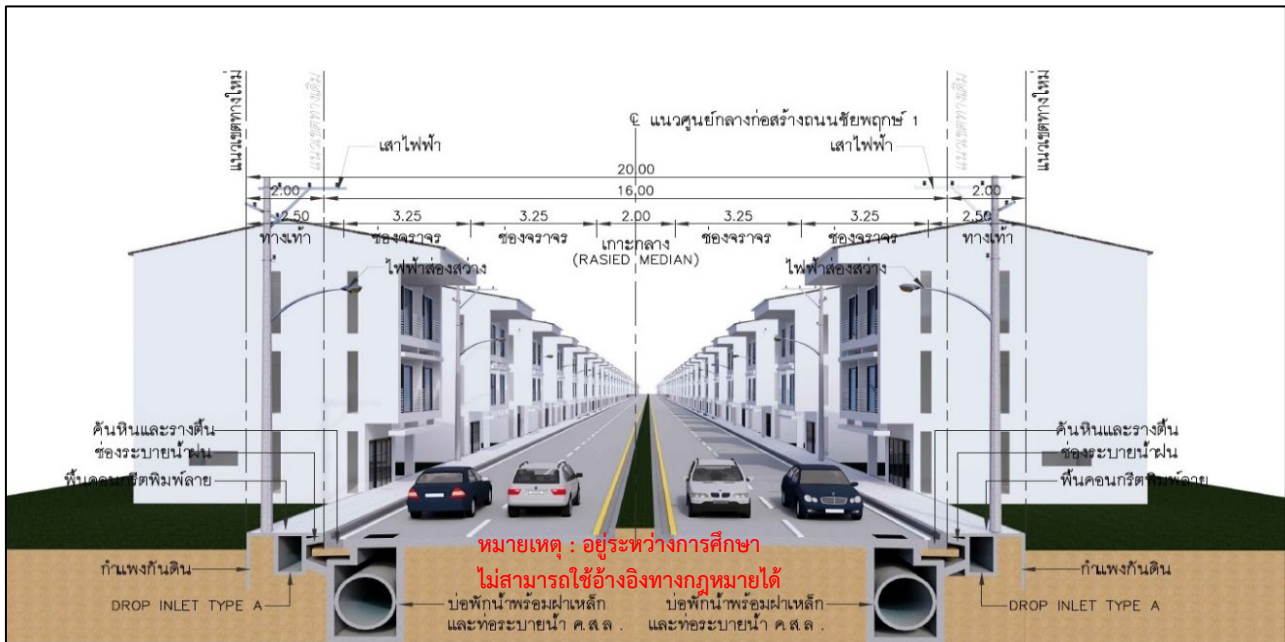 แนวเขตทางใหม่
แนวเขตทางเดิม
แนวเขตทางเดิม
แนวเขตทางใหม่
℄ แนวศูนย์กลางก่อสร้างถนนชัยพฤกษ์ 1
เสาไฟฟ้า
เสาไฟฟ้า
20.00
2.00 16.00 2.00
2.50 3.25 3.25 2.00 3.25 3.25 2.50
ทางเท้า ช่องจราจร ช่องจราจร เกาะกลาง ช่องจราจร ช่องจราจร ทางเท้า
(RASIED MEDIAN)
ไฟฟ้าส่องสว่าง
ไฟฟ้าส่องสว่าง
คันหินและรางตื้น
ช่องระบายน้ำฝน
พื้นคอนกรีตพิมพ์ลาย
คันหินและรางตื้น
ช่องระบายน้ำฝน
พื้นคอนกรีตพิมพ์ลาย
หมายเหตุ : อยู่ระหว่างการศึกษา
ไม่สามารถใช้อ้างอิงทางกฎหมายได้
กำแพงกันดิน
DROP INLET TYPE A
บ่อพักน้ำพร้อมฝาเหล็ก
และท่อระบายน้ำ ค.ส.ล.
บ่อพักน้ำพร้อมฝาเหล็ก
และท่อระบายน้ำ ค.ส.ล.
กำแพงกันดิน
DROP INLET TYPE A